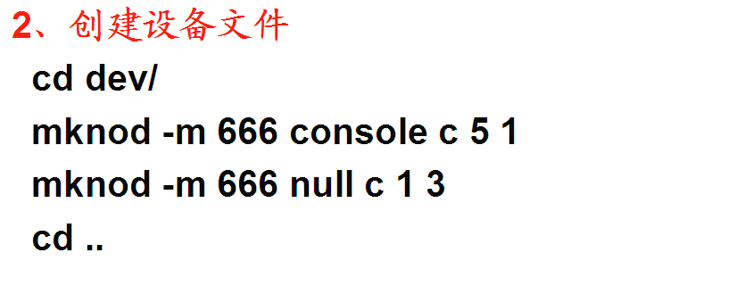 2、创建设备文件
cd dev/
mknod -m 666 console c 5 1
mknod -m 666 null c 1 3
cd ..